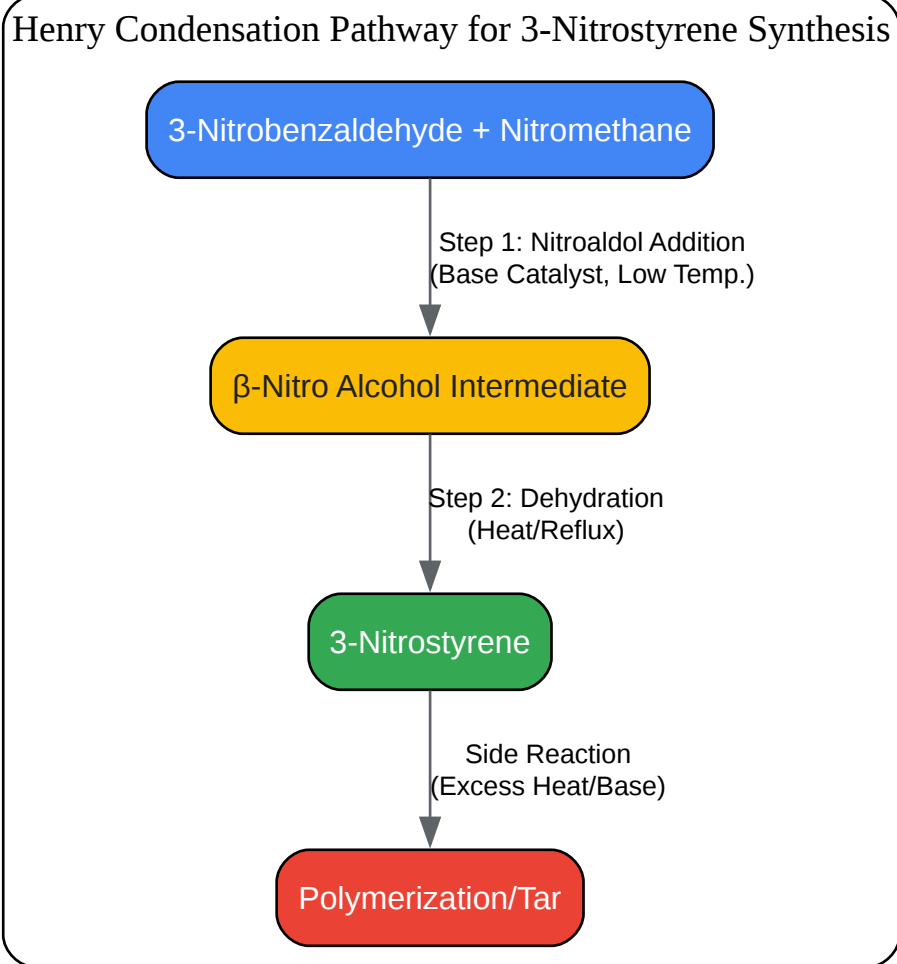 Henry Condensation Pathway for 3-Nitrostyrene Synthesis
3-Nitrobenzaldehyde + Nitromethane
Step 1: Nitroaldol Addition
(Base Catalyst, Low Temp.)
β-Nitro Alcohol Intermediate
Step 2: Dehydration
(Heat/Reflux)
3-Nitrostyrene
Side Reaction
(Excess Heat/Base)
Polymerization/Tar